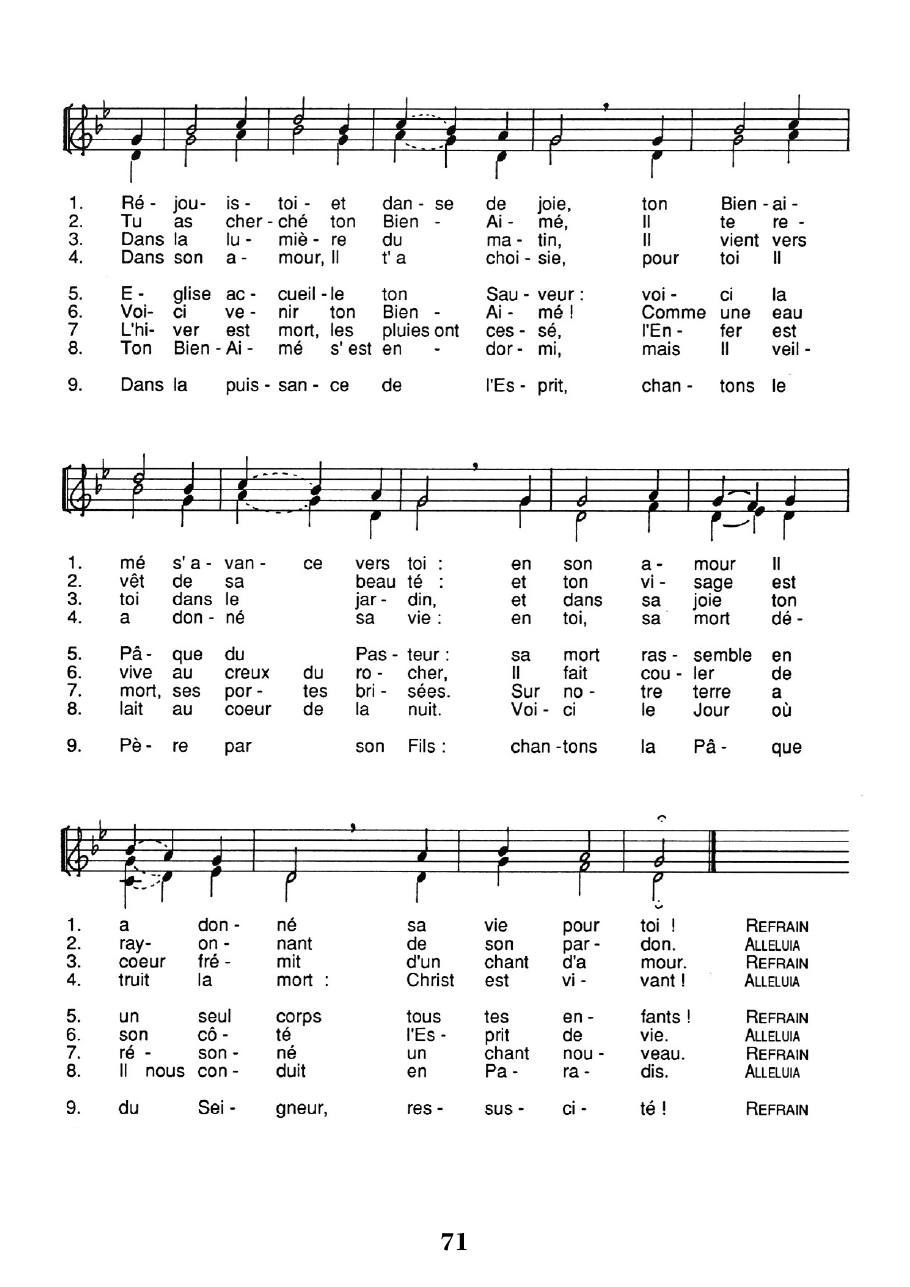 1. Ré - jou- is - toi - et dan - se de joie, ton Bien - ai -
2. Tu as cher - ché ton Bien - Ai - mé, Il te re -
3. Dans la lu - miè - re du ma - tin, Il vient vers
4. Dans son a - mour, Il t' a choi - sie, pour toi Il
5. E - glise ac - cueil - le ton Sau - veur : voi - ci la
6. Voi- ci ve - nir ton Bien - Ai - mé ! Comme une eau
7 L'hi- ver est mort, les pluies ont ces - sé, l'En - fer est
8. Ton Bien - Ai - mé s' est en - dor - mi, mais Il veil -
9. Dans la puis - san - ce de l'Es - prit, chan - tons le
1. mé s' a - van - ce vers toi : en son a - mour Il
2. vêt de sa beau té : et ton vi - sage est
3. toi dans le jar - din, et dans sa joie ton
4. a don - né sa vie : en toi, sa mort dé -
5. Pâ - que du Pas - teur : sa mort ras - semble en
6. vive au creux du ro - cher, Il fait cou - ler de
7. mort, ses por - tes bri - sées. Sur no - tre terre a
8. lait au coeur de la nuit. Voi - ci le Jour où
9. Pè - re par son Fils : chan -tons la Pâ - que
1. a don - né sa vie pour toi ! REFRAIN
2. ray- on - nant de son par - don. ALLELUIA
3. coeur fré - mit d'un chant d'a mour. REFRAIN
4. truit la mort : Christ est vi - vant ! ALLELUIA
5. un seul corps tous tes en - fants ! REFRAIN
6. son cô - té l'Es - prit de vie. ALLELUIA
7. ré - son - né un chant nou - veau. REFRAIN
8. Il nous con - duit en Pa - ra - dis. ALLELUIA
9. du Sei - gneur, res - sus - ci - té ! REFRAIN
71